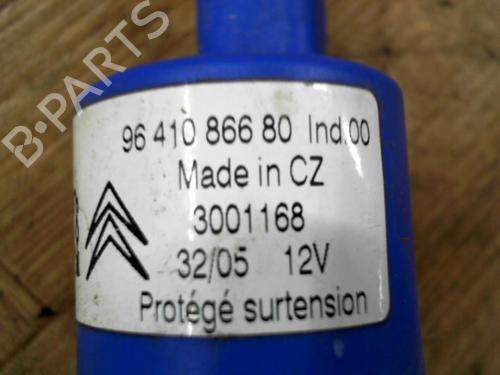 B-PARTS
96 410 866 80 Ind.00
Made in CZ
3001168
32/05 12V
Protégé surtension